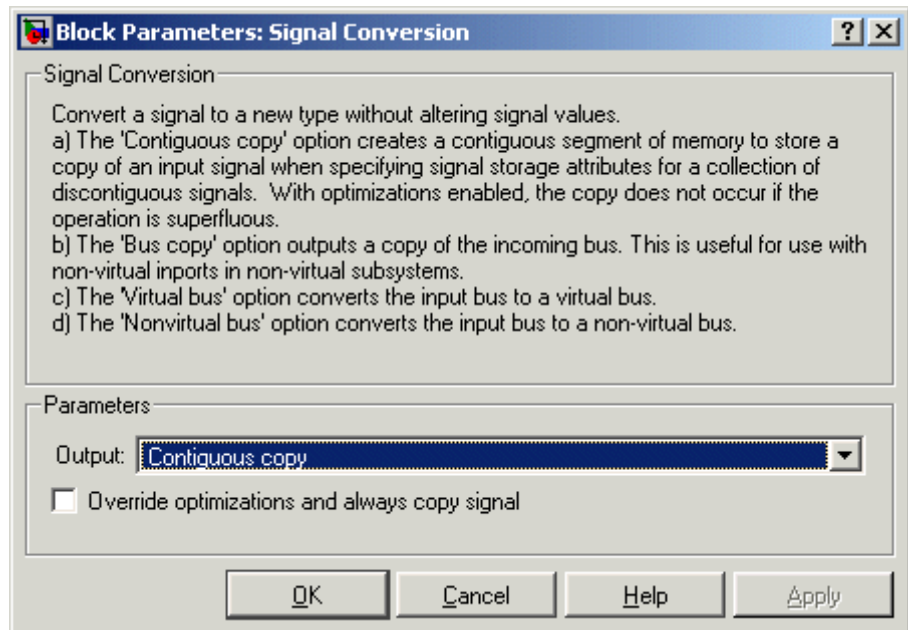 Block Parameters: Signal Conversion
Signal Conversion
Convert a signal to a new type without altering signal values.
a) The 'Contiguous copy' option creates a contiguous segment of memory to store a
copy of an input signal when specifying signal storage attributes for a collection of
discontiguous signals.  With optimizations enabled, the copy does not occur if the
operation is superfluous.
b) The 'Bus copy' option outputs a copy of the incoming bus. This is useful for use with
non-virtual inports in non-virtual subsystems.
c) The 'Virtual bus' option converts the input bus to a virtual bus.
d) The 'Nonvirtual bus' option converts the input bus to a non-virtual bus.
Parameters
Output: Contiguous copy
Override optimizations and always copy signal
OK Cancel Help Apply